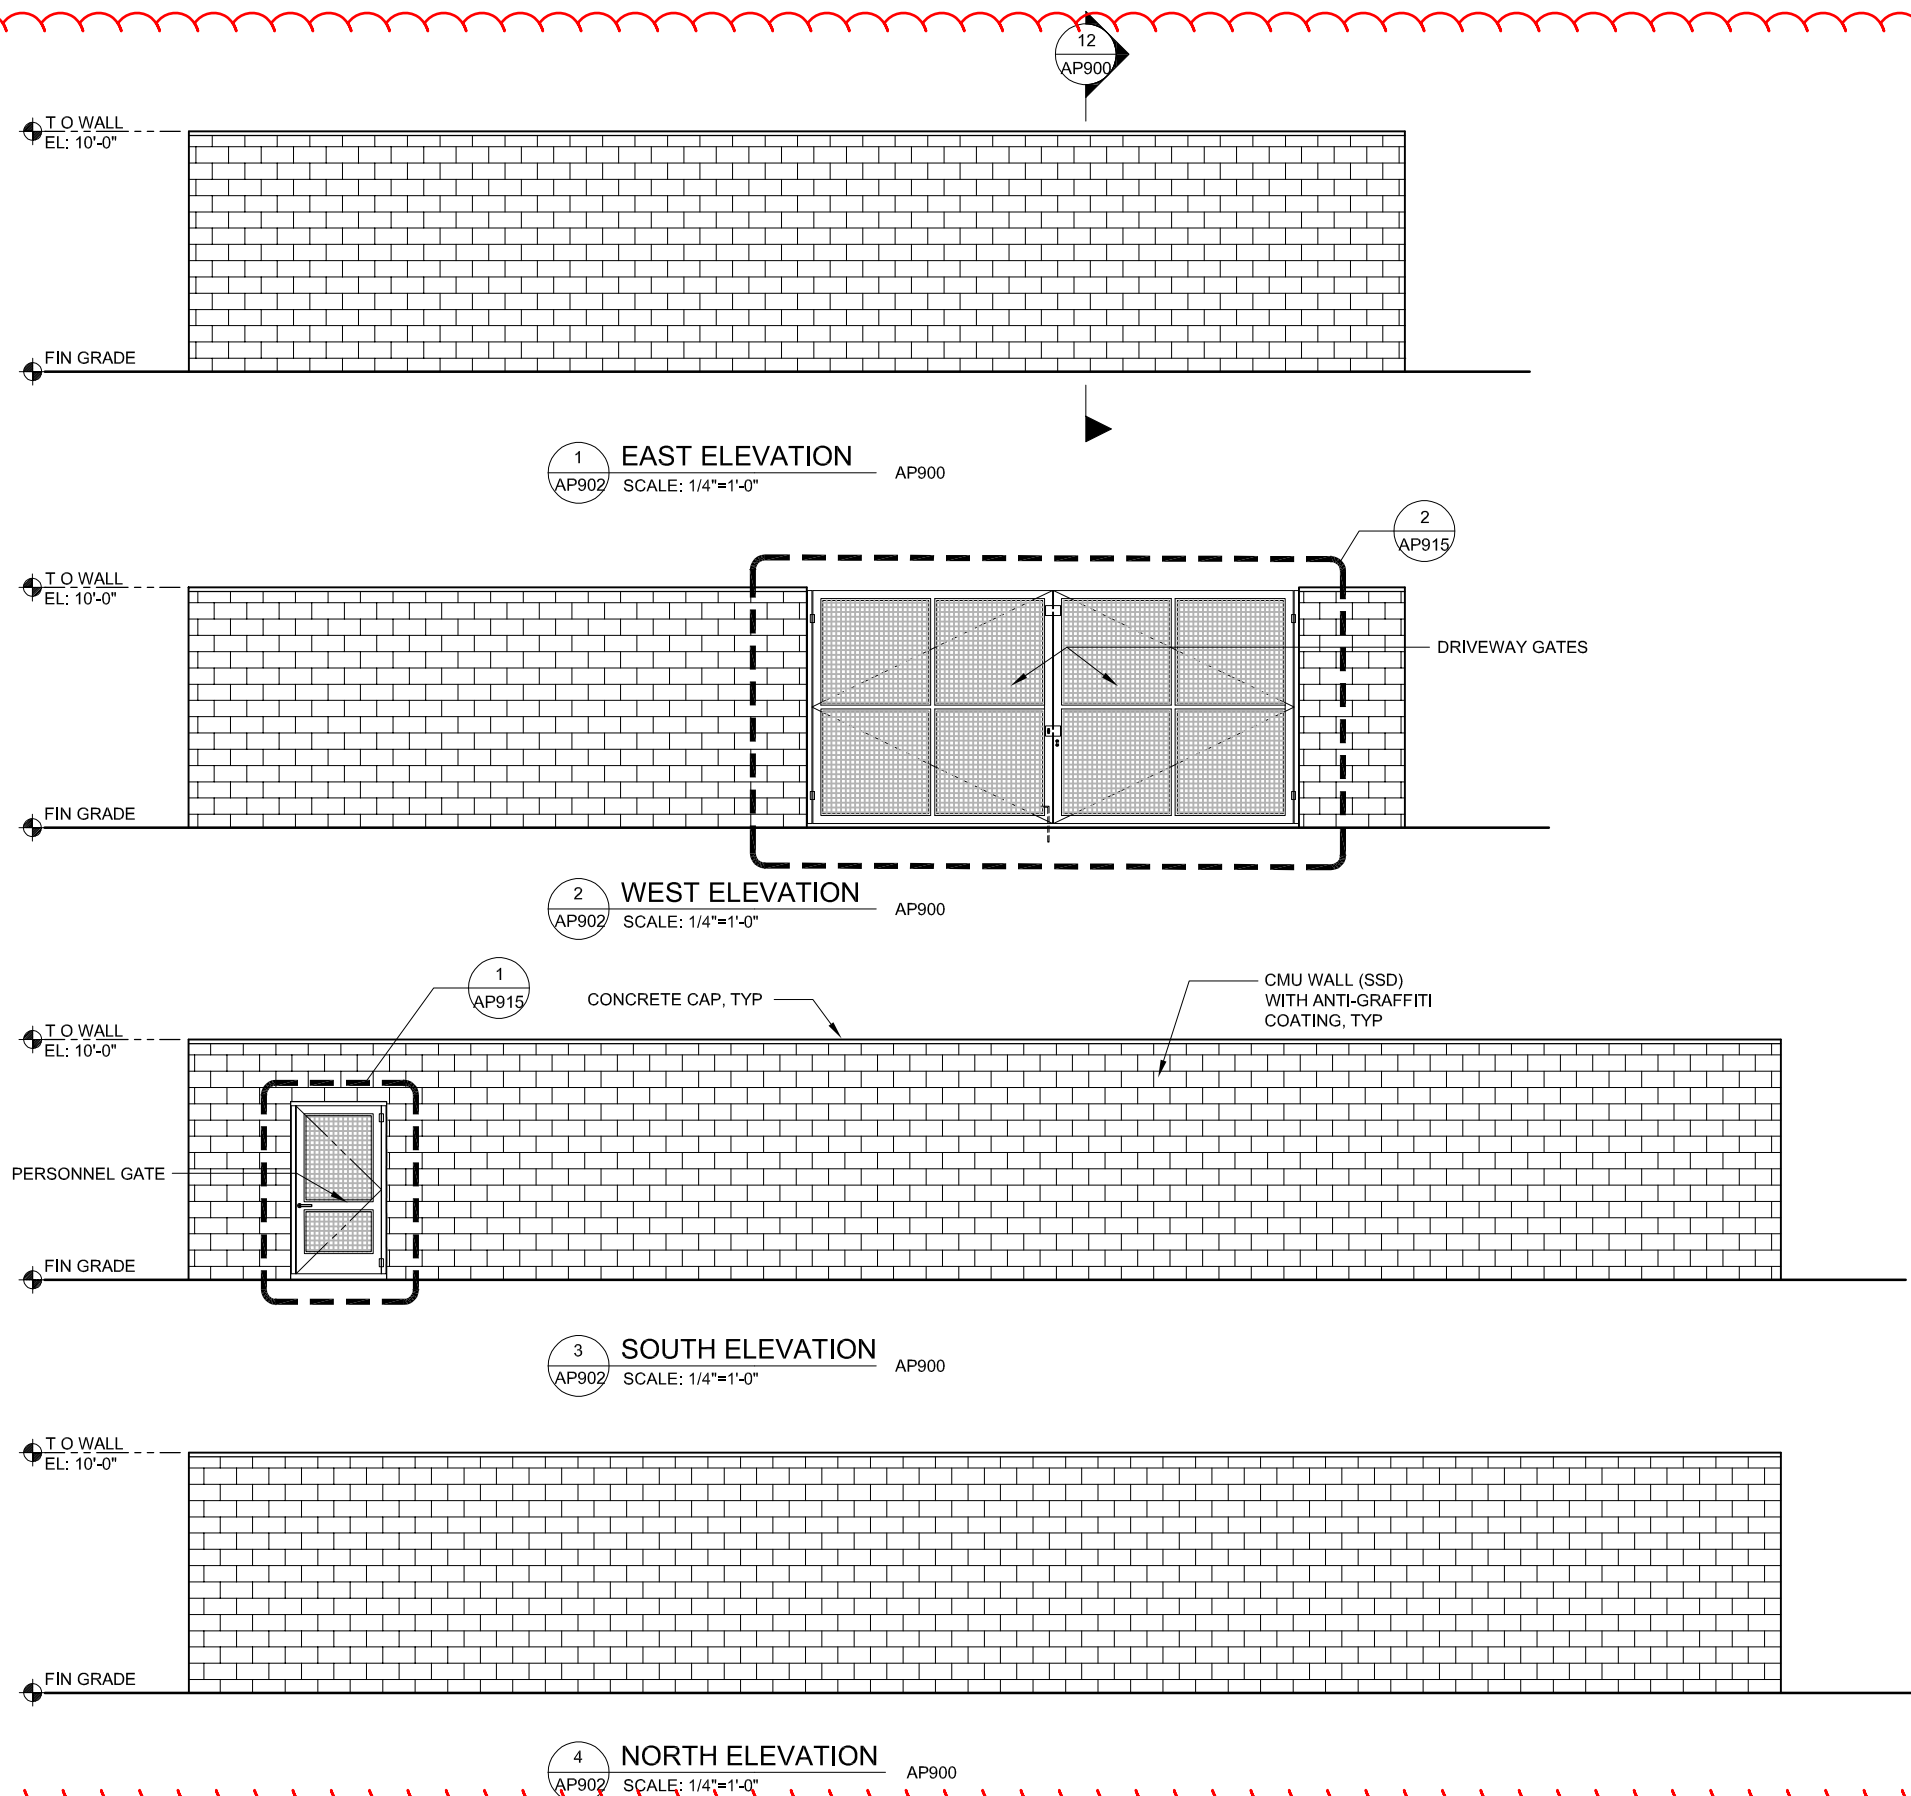 12
AP900
T O WALL
EL: 10'-0"
FIN GRADE
1
AP902
EAST ELEVATION
SCALE: 1/4"=1'-0"
AP900
2
AP915
T O WALL
EL: 10'-0"
DRIVEWAY GATES
FIN GRADE
2
AP902
WEST ELEVATION
SCALE: 1/4"=1'-0"
AP900
1
AP915
CONCRETE CAP, TYP
CMU WALL (SSD)
WITH ANTI-GRAFFITI
COATING, TYP
T O WALL
EL: 10'-0"
PERSONNEL GATE
FIN GRADE
3
AP902
SOUTH ELEVATION
SCALE: 1/4"=1'-0"
AP900
T O WALL
EL: 10'-0"
FIN GRADE
4
AP902
NORTH ELEVATION
SCALE: 1/4"=1'-0"
AP900